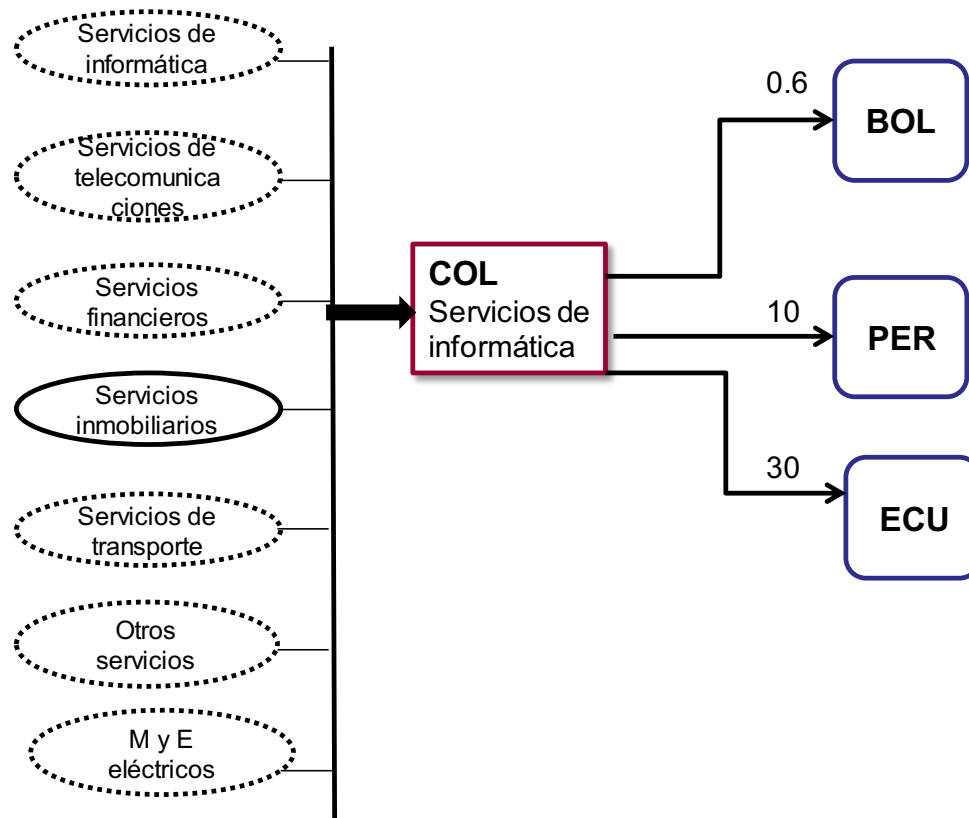 Servicios de
informática
Servicios de
telecomunica
ciones
Servicios
financieros
Servicios
inmobiliarios
Servicios de
transporte
Otros
servicios
M y E
eléctricos
COL
Servicios de
informática
0.6
BOL
10
PER
30
ECU